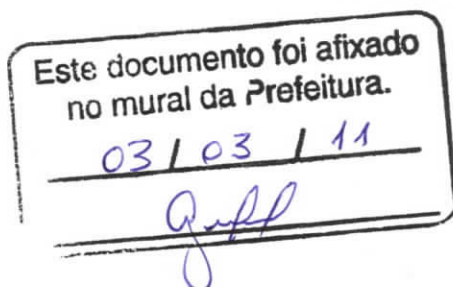 Este documento foi afixado
no mural da Prefeitura.
03 / 03 / 11